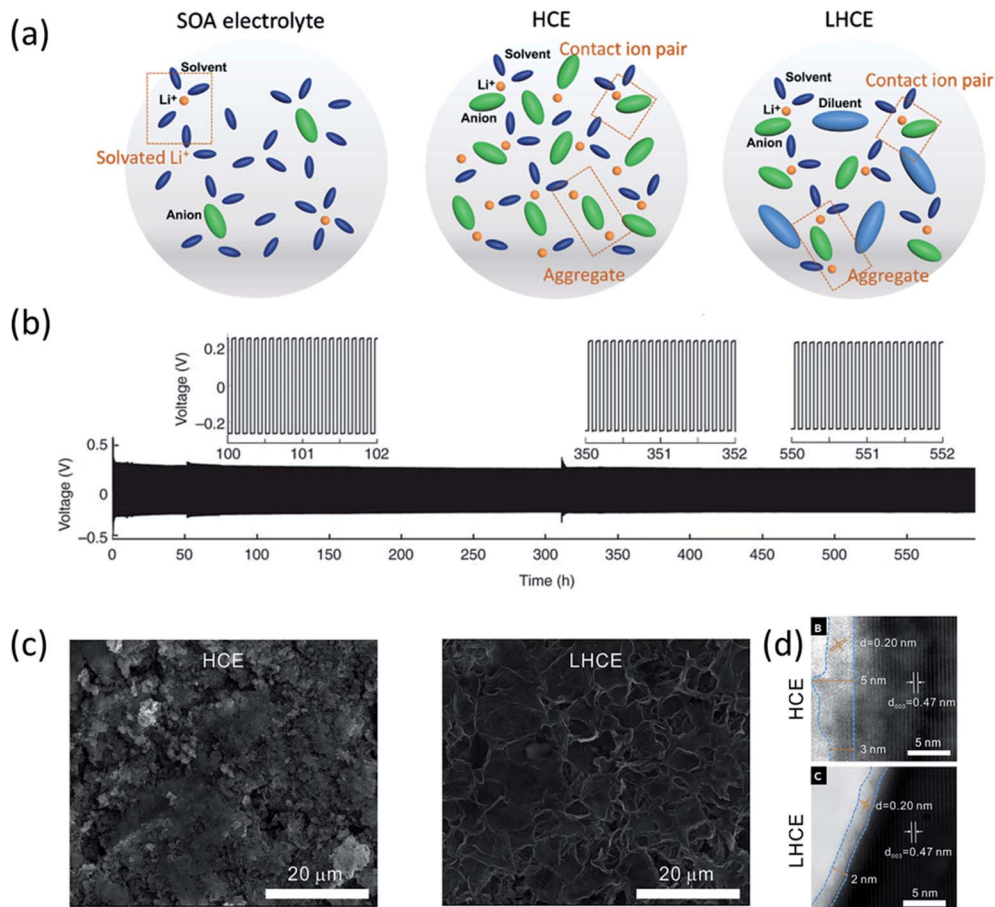 (a)
SOA electrolyte
Solvent
Li⁺
Solvated Li⁺
Anion
HCE
Contact ion pair
Solvent
Li⁺
Anion
Aggregate
LHCE
Contact ion pair
Solvent
Li⁺
Diluent
Anion
Aggregate
(b)
Voltage (V)
0.2
0
−0.2
100 101 102
350 351 352
550 551 552
Voltage (V)
0.5
0
−0.5
0 50 100 150 200 250 300 350 400 450 500 550
Time (h)
(c)
HCE
20 μm
LHCE
20 μm
(d)
HCE
B
d=0.20 nm
5 nm
d₀₀₃=0.47 nm
3 nm
5 nm
LHCE
C
d=0.20 nm
d₀₀₃=0.47 nm
2 nm
5 nm